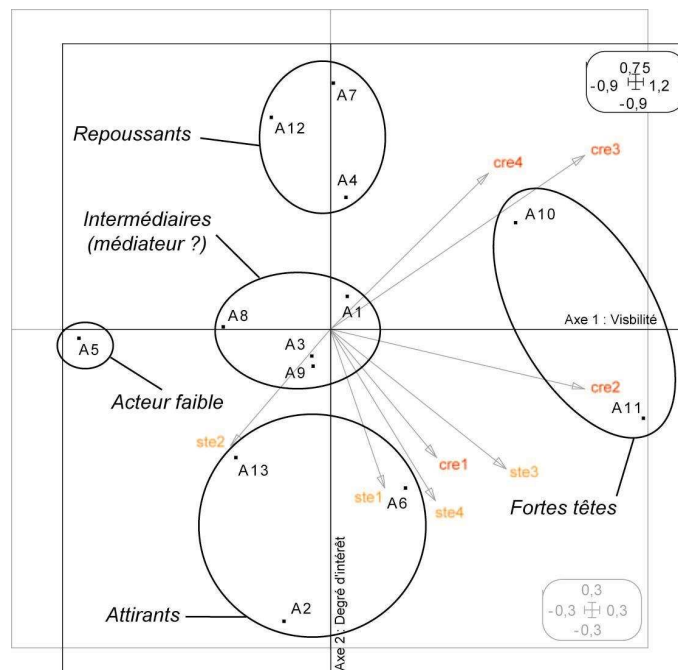 0,75
-0,9 1,2
-0,9
A7
A12
Repoussants
cre3
cre4
A4
A10
Intermédiaires
(médiateur ?)
A1
A8
Axe 1 : Visbilité
A3
A5
A9
cre2
Acteur faible
A11
ste2
cre1
A13
ste3
ste1
A6
ste4
Fortes têtes
Axe 2 : Degré d'intérêt
0,3
-0,3 0,3
-0,3
A2
Attirants